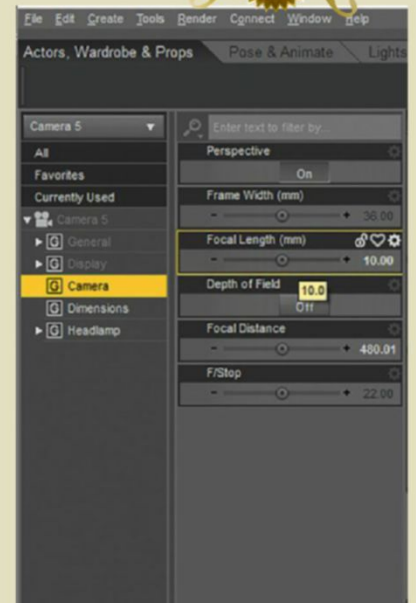 File Edit Create Tools Render Connect Window Help
Actors, Wardrobe & Props Pose & Animate Lights
Camera 5
Enter text to filter by...
All
Favorites
Currently Used
Camera 5
G General
G Display
G Camera
G Dimensions
G Headlamp
Perspective
On
Frame Width (mm)
- + 36.00
Focal Length (mm)
- + 10.00
Depth of Field
10.0
Off
Focal Distance
- + 480.91
F/Stop
- + 22.00